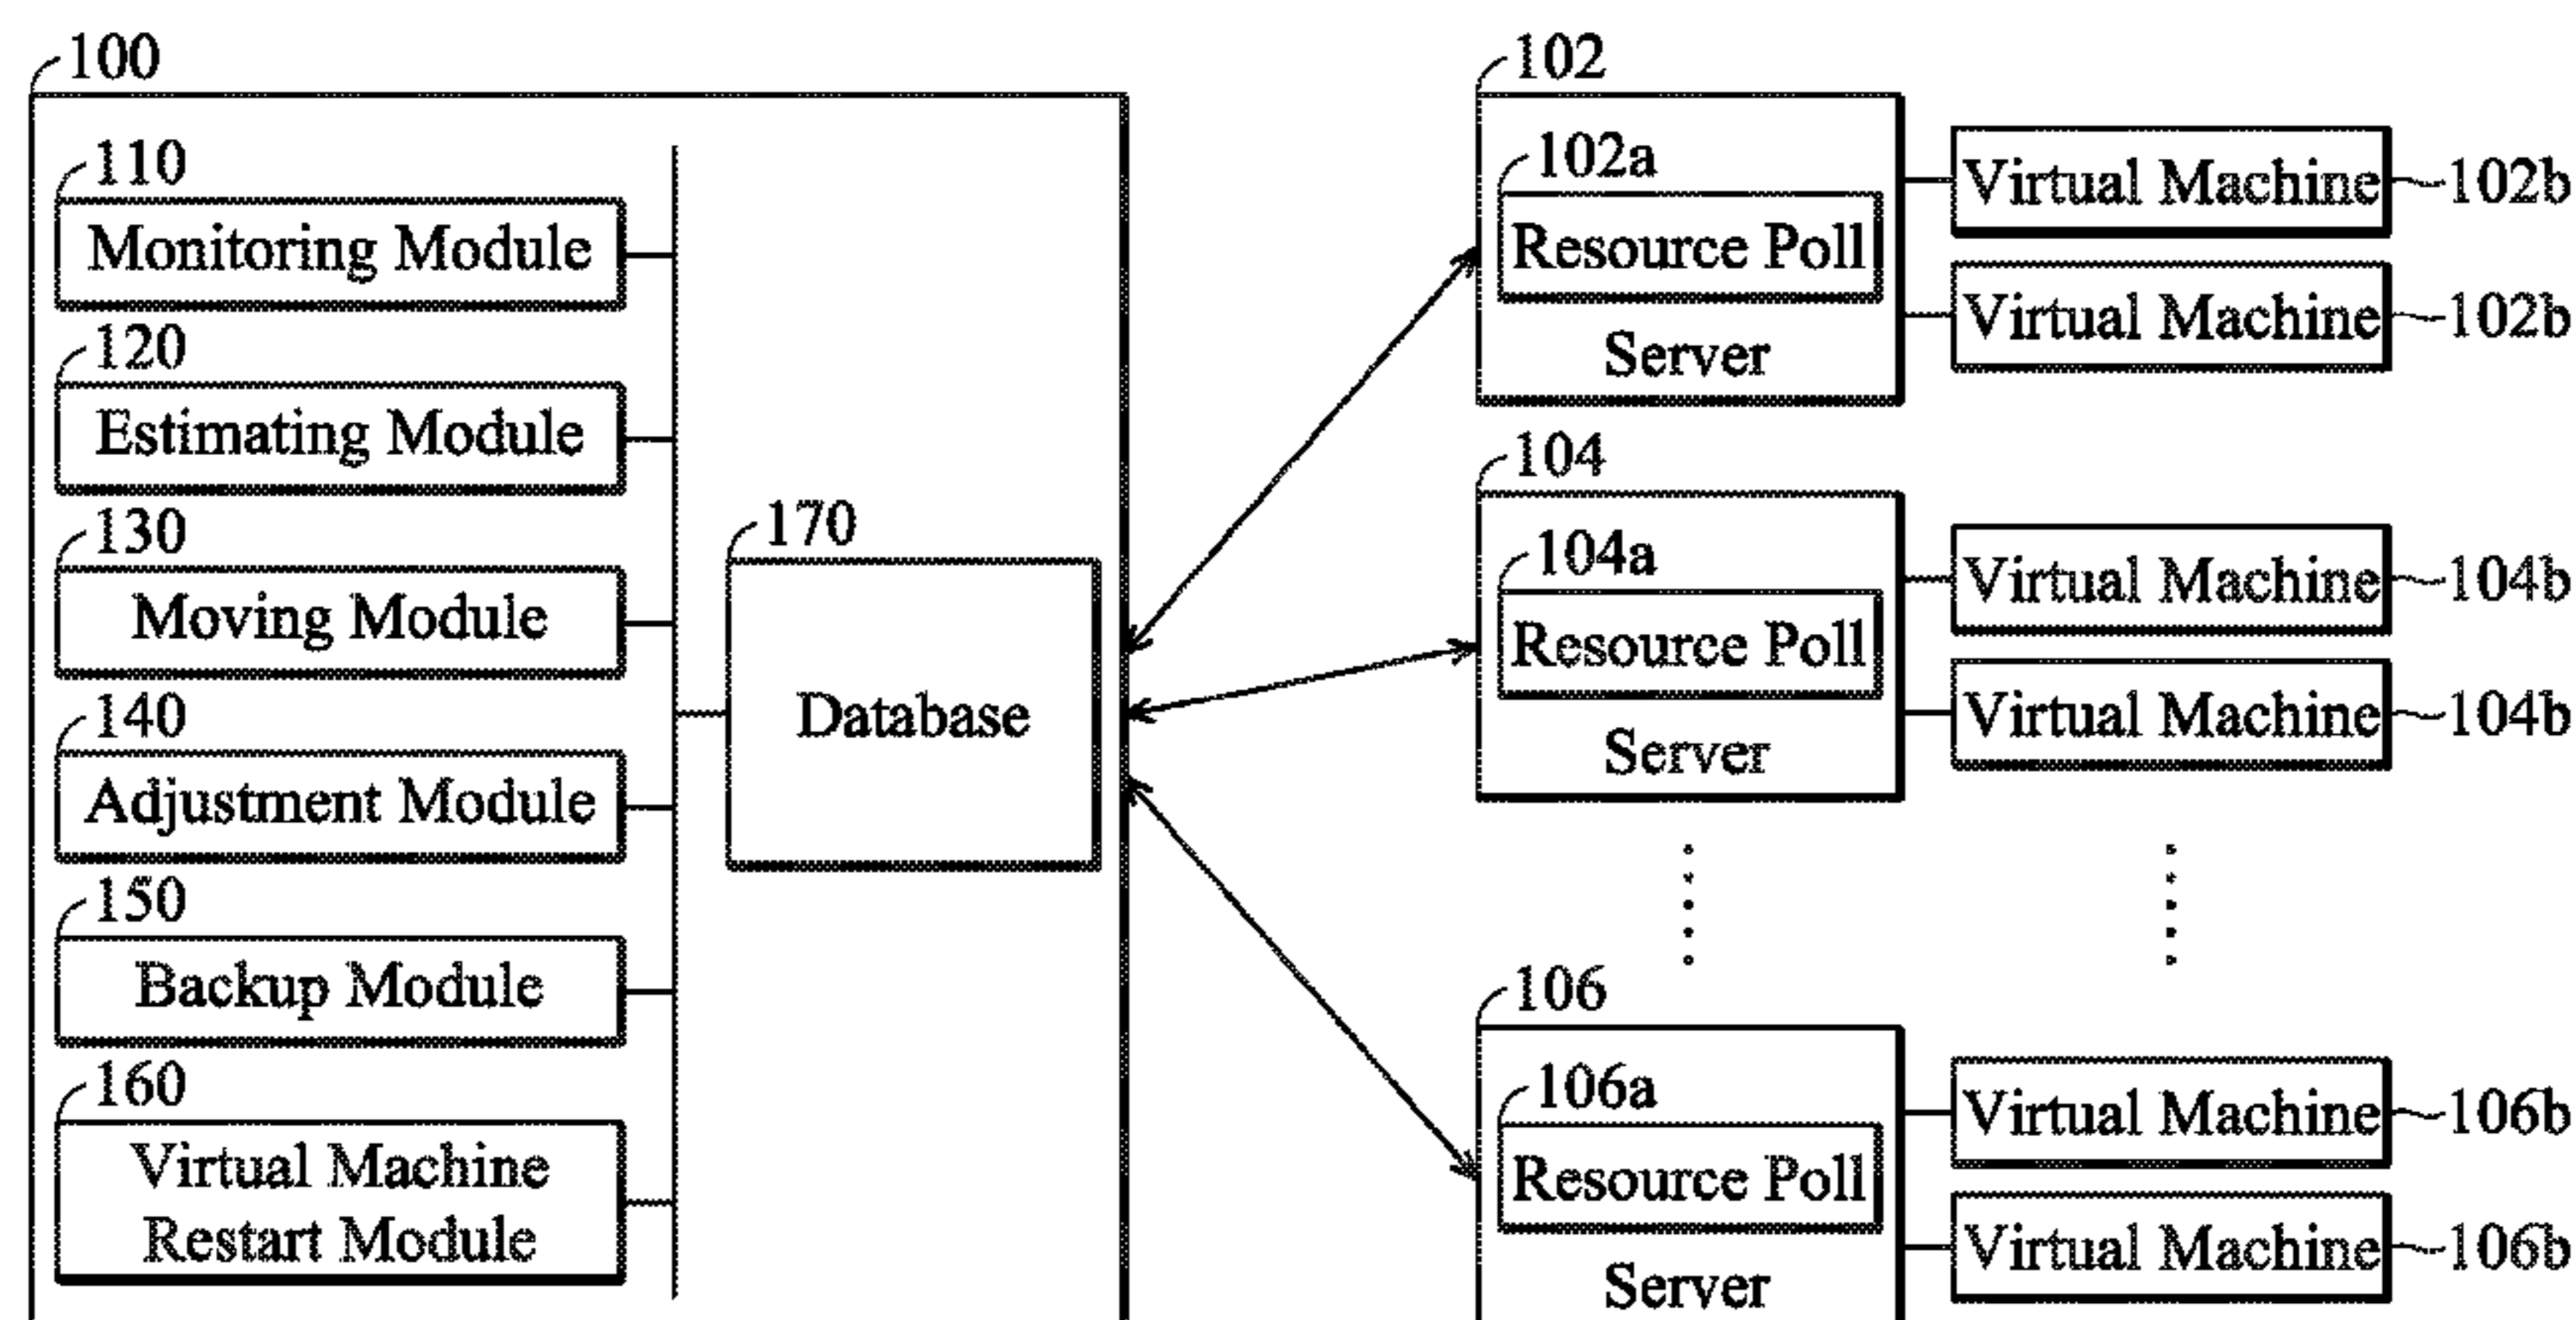 100
110
Monitoring Module
120
Estimating Module
130
Moving Module
140
Adjustment Module
150
Backup Module
160
Virtual Machine
Restart Module
170
Database
102
102a
Resource Poll
Server
Virtual Machine 102b
Virtual Machine 102b
104
104a
Resource Poll
Server
Virtual Machine 104b
Virtual Machine 104b
106
106a
Resource Poll
Server
Virtual Machine 106b
Virtual Machine 106b